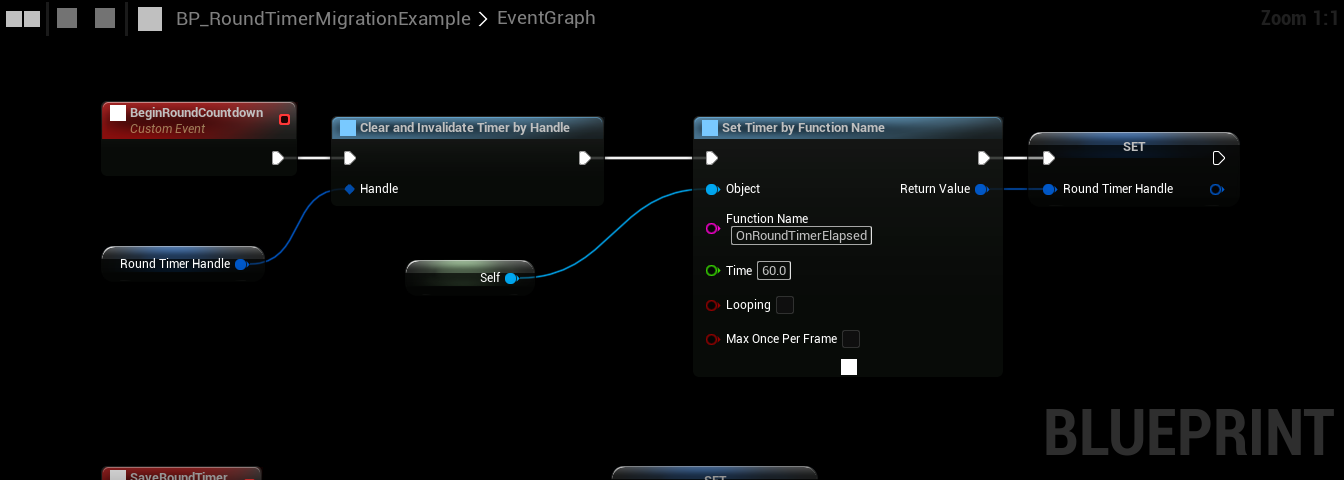 BP_RoundTimerMigrationExample > EventGraph
Zoom 1:1
BeginRoundCountdown
Custom Event
Clear and Invalidate Timer by Handle
Handle
Round Timer Handle
Self
Set Timer by Function Name
Object
Return Value
Function Name
OnRoundTimerElapsed
Time 60.0
Looping
Max Once Per Frame
SET
Round Timer Handle
BLUEPRINT
SaveRoundTimer
SET